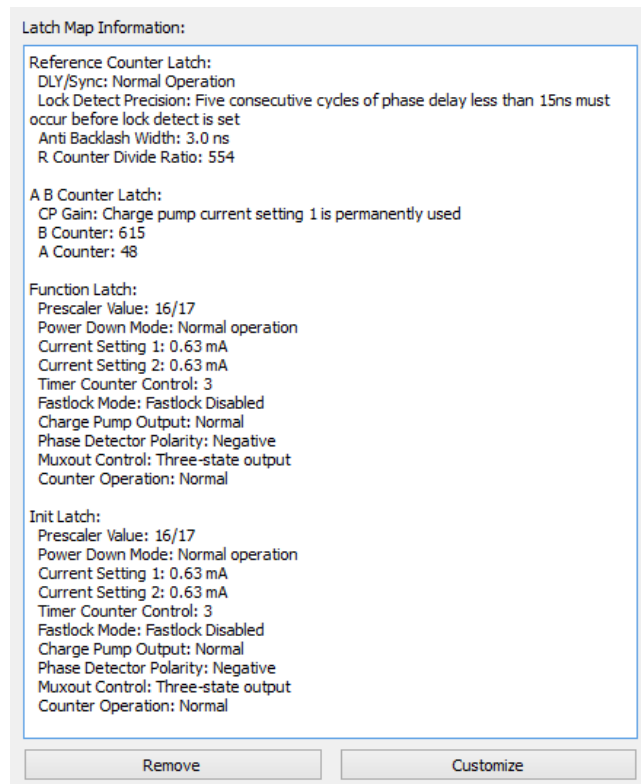 Latch Map Information:
Reference Counter Latch:
DLY/Sync: Normal Operation
Lock Detect Precision: Five consecutive cycles of phase delay less than 15ns must
occur before lock detect is set
Anti Backlash Width: 3.0 ns
R Counter Divide Ratio: 554
A B Counter Latch:
CP Gain: Charge pump current setting 1 is permanently used
B Counter: 615
A Counter: 48
Function Latch:
Prescaler Value: 16/17
Power Down Mode: Normal operation
Current Setting 1: 0.63 mA
Current Setting 2: 0.63 mA
Timer Counter Control: 3
Fastlock Mode: Fastlock Disabled
Charge Pump Output: Normal
Phase Detector Polarity: Negative
Muxout Control: Three-state output
Counter Operation: Normal
Init Latch:
Prescaler Value: 16/17
Power Down Mode: Normal operation
Current Setting 1: 0.63 mA
Current Setting 2: 0.63 mA
Timer Counter Control: 3
Fastlock Mode: Fastlock Disabled
Charge Pump Output: Normal
Phase Detector Polarity: Negative
Muxout Control: Three-state output
Counter Operation: Normal
Remove
Customize